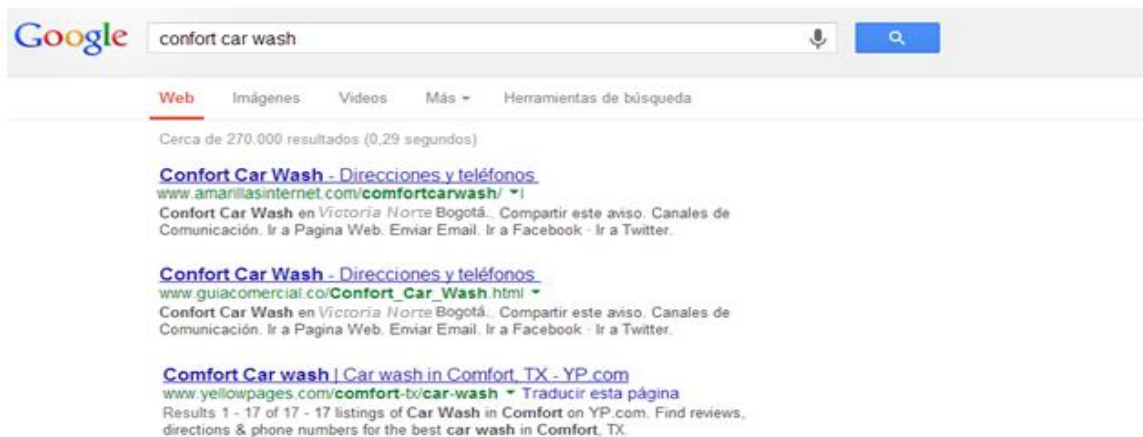 Google confort car wash
Web Imágenes Videos Más Herramientas de búsqueda
Cerca de 270.000 resultados (0,29 segundos)
Confort Car Wash - Direcciones y teléfonos
www.amarillasinternet.com/comfortcarwash/
Confort Car Wash en Victoria Norte Bogotá.. Compartir este aviso. Canales de
Comunicación. Ir a Pagina Web. Enviar Email. Ir a Facebook · Ir a Twitter.
Confort Car Wash - Direcciones y teléfonos
www.guiacomercial.co/Confort_Car_Wash.html
Confort Car Wash en Victoria Norte Bogotá.. Compartir este aviso. Canales de
Comunicación. Ir a Pagina Web. Enviar Email. Ir a Facebook · Ir a Twitter.
Comfort Car wash | Car wash in Comfort, TX - YP.com
www.yellowpages.com/comfort-tx/car-wash Traducir esta página
Results 1 - 17 of 17 - 17 listings of Car Wash in Comfort on YP.com. Find reviews,
directions & phone numbers for the best car wash in Comfort, TX.